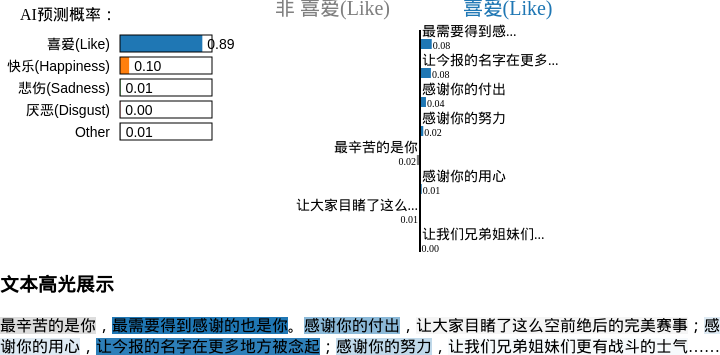 AI预测概率：
喜爱(Like) 0.89
快乐(Happiness) 0.10
悲伤(Sadness) 0.01
厌恶(Disgust) 0.00
Other 0.01
非 喜爱(Like) 喜爱(Like)
最需要得到感...
0.08
让今报的名字在更多...
0.08
感谢你的付出
0.04
感谢你的努力
0.02
最辛苦的是你
0.02
感谢你的用心
0.01
让大家目睹了这么...
0.01
让我们兄弟姐妹们...
0.00
文本高光展示
最辛苦的是你，最需要得到感谢的也是你。感谢你的付出，让大家目睹了这么空前绝后的完美赛事；感
谢你的用心，让今报的名字在更多地方被念起；感谢你的努力，让我们兄弟姐妹们更有战斗的士气……